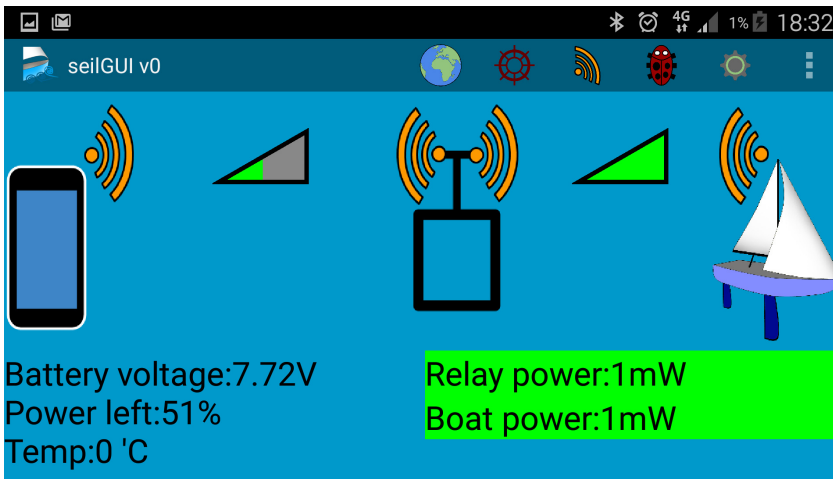 4G 1% 18:32
seilGUI v0
Battery voltage:7.72V
Power left:51%
Temp:0 'C
Relay power:1mW
Boat power:1mW